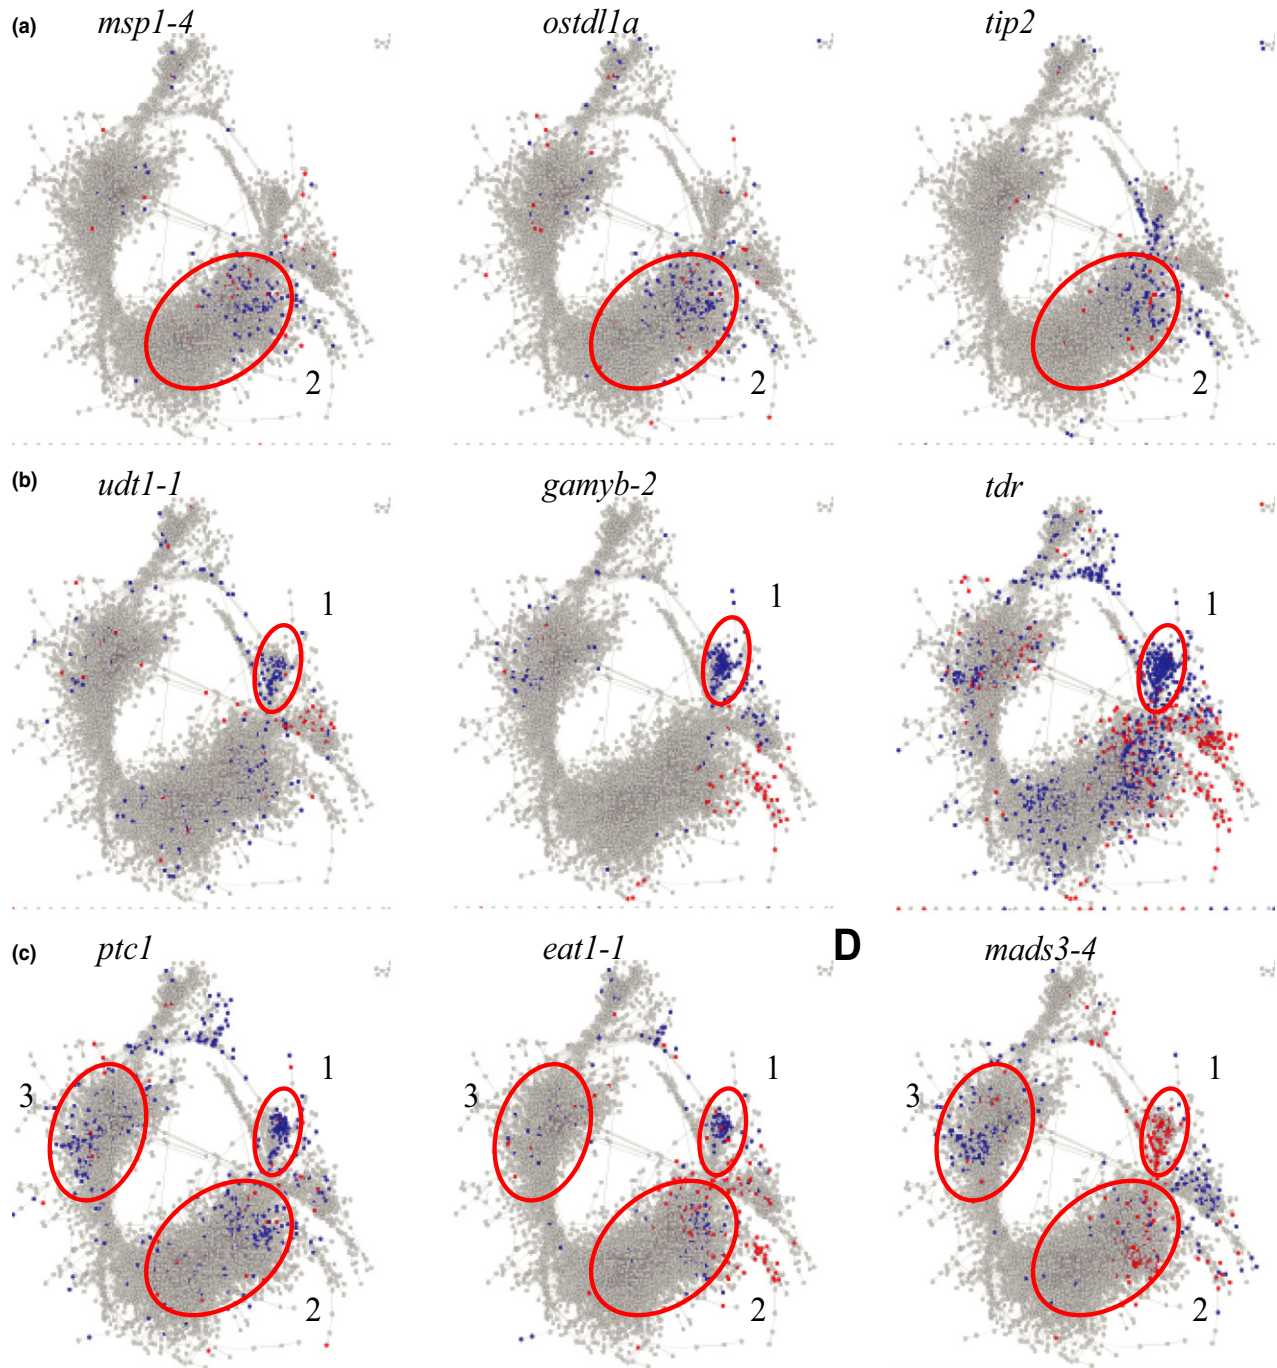 (a) msp1-4 ostdl1a tip2
2 2 2
(b) udt1-1 gamyb-2 tdr
1 1 1
(c) ptc1 eat1-1 D mads3-4
3 1 3 1 3 1
2 2 2